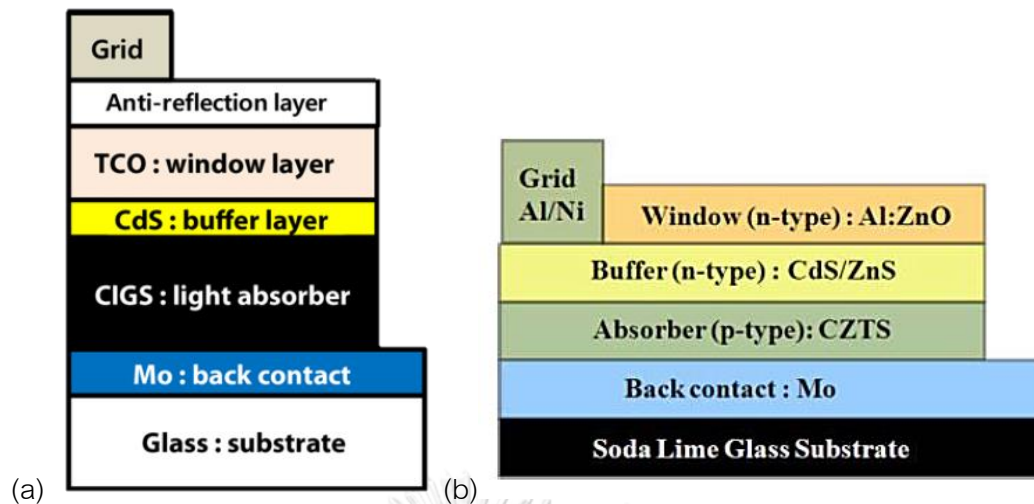 Grid
Anti-reflection layer
TCO : window layer
CdS : buffer layer
CIGS : light absorber
Mo : back contact
Glass : substrate
(a)
Grid
Al/Ni
Window (n-type) : Al:ZnO
Buffer (n-type) : CdS/ZnS
Absorber (p-type): CZTS
Back contact : Mo
Soda Lime Glass Substrate
(b)